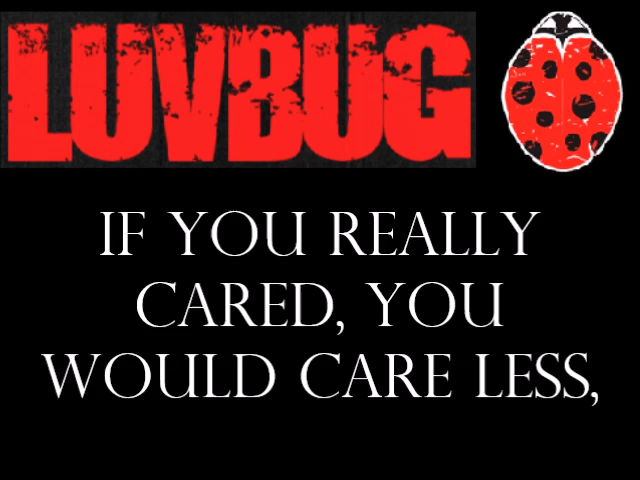 LUVBUG
IF YOU REALLY
CARED, YOU
WOULD CARE LESS,